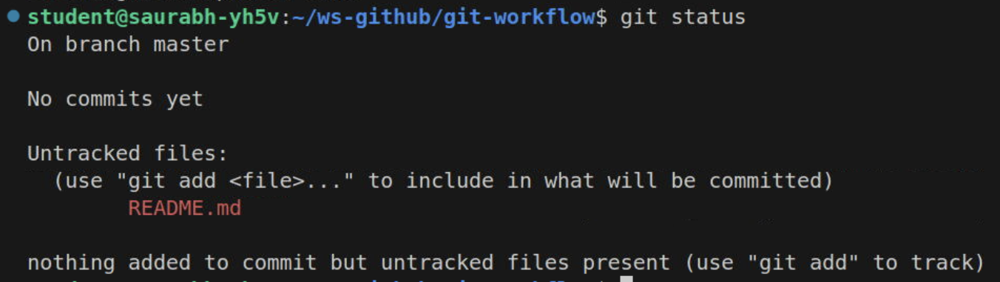 student@saurabh-yh5v:~/ws-github/git-workflow$ git status
On branch master
No commits yet
Untracked files:
(use "git add <file>..." to include in what will be committed)
README.md
nothing added to commit but untracked files present (use "git add" to track)